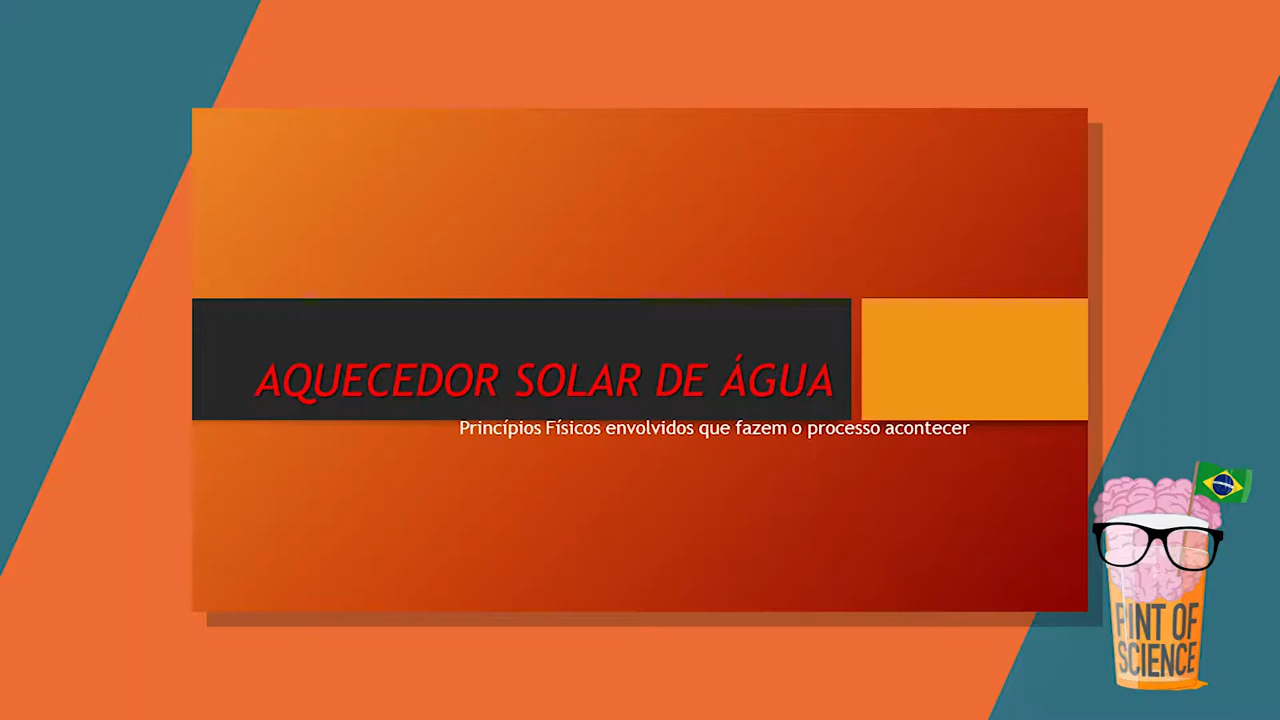 AQUECEDOR SOLAR DE ÁGUA
Princípios Físicos envolvidos que fazem o processo acontecer
PINT OF
SCIENCE